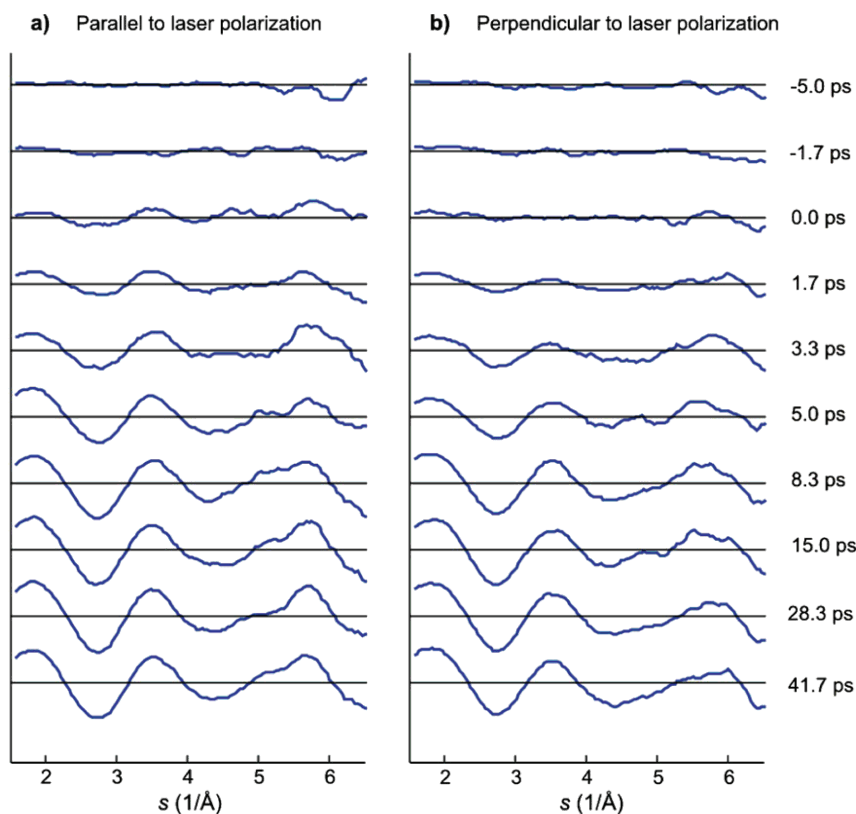 a) Parallel to laser polarization
b) Perpendicular to laser polarization
-5.0 ps
-1.7 ps
0.0 ps
1.7 ps
3.3 ps
5.0 ps
8.3 ps
15.0 ps
28.3 ps
41.7 ps
2 3 4 5 6
2 3 4 5 6
s (1/Å)
s (1/Å)